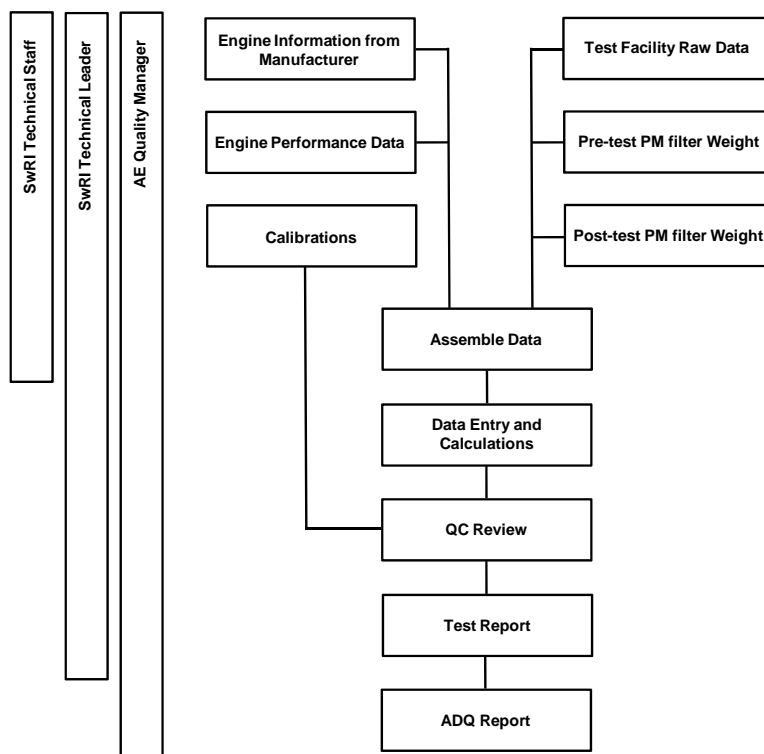 SwRI Technical Staff
SwRI Technical Leader
AE Quality Manager
Engine Information from
Manufacturer
Test Facility Raw Data
Engine Performance Data
Pre-test PM filter Weight
Calibrations
Post-test PM filter Weight
Assemble Data
Data Entry and
Calculations
QC Review
Test Report
ADQ Report